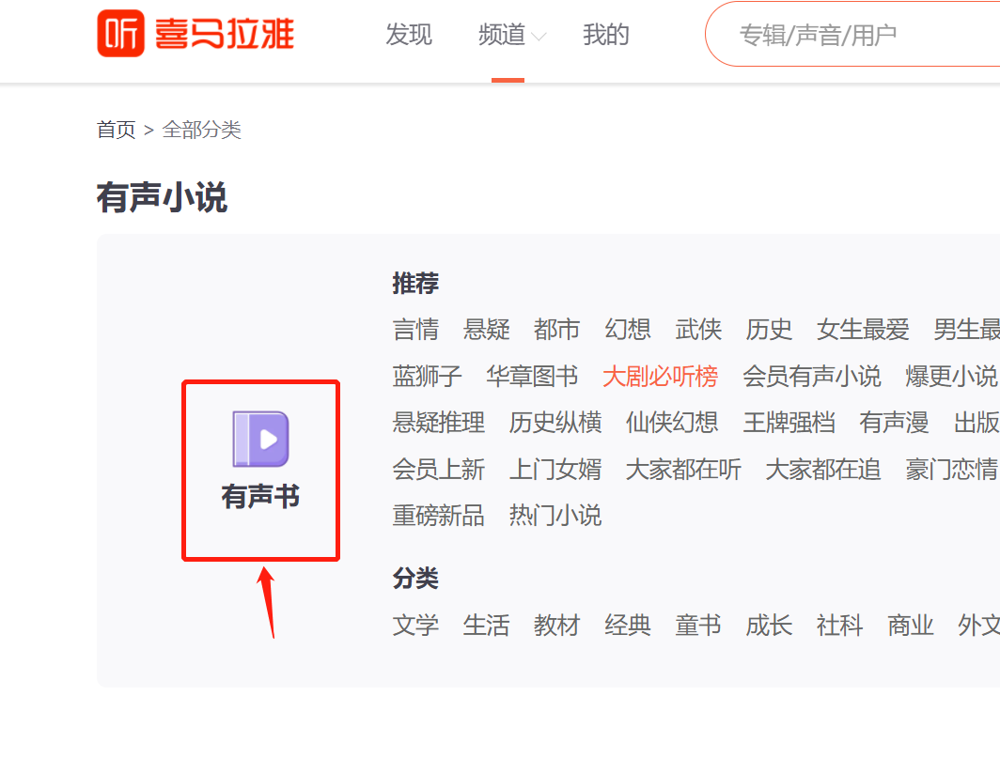 听 喜马拉雅 发现 频道 我的 专辑/声音/用户
首页 > 全部分类
有声小说
有声书
推荐
言情 悬疑 都市 幻想 武侠 历史 女生最爱 男生最
蓝狮子 华章图书 大剧必听榜 会员有声小说 爆更小说
悬疑推理 历史纵横 仙侠幻想 王牌强档 有声漫 出版
会员上新 上门女婿 大家都在听 大家都在追 豪门恋情
重磅新品 热门小说
分类
文学 生活 教材 经典 童书 成长 社科 商业 外文